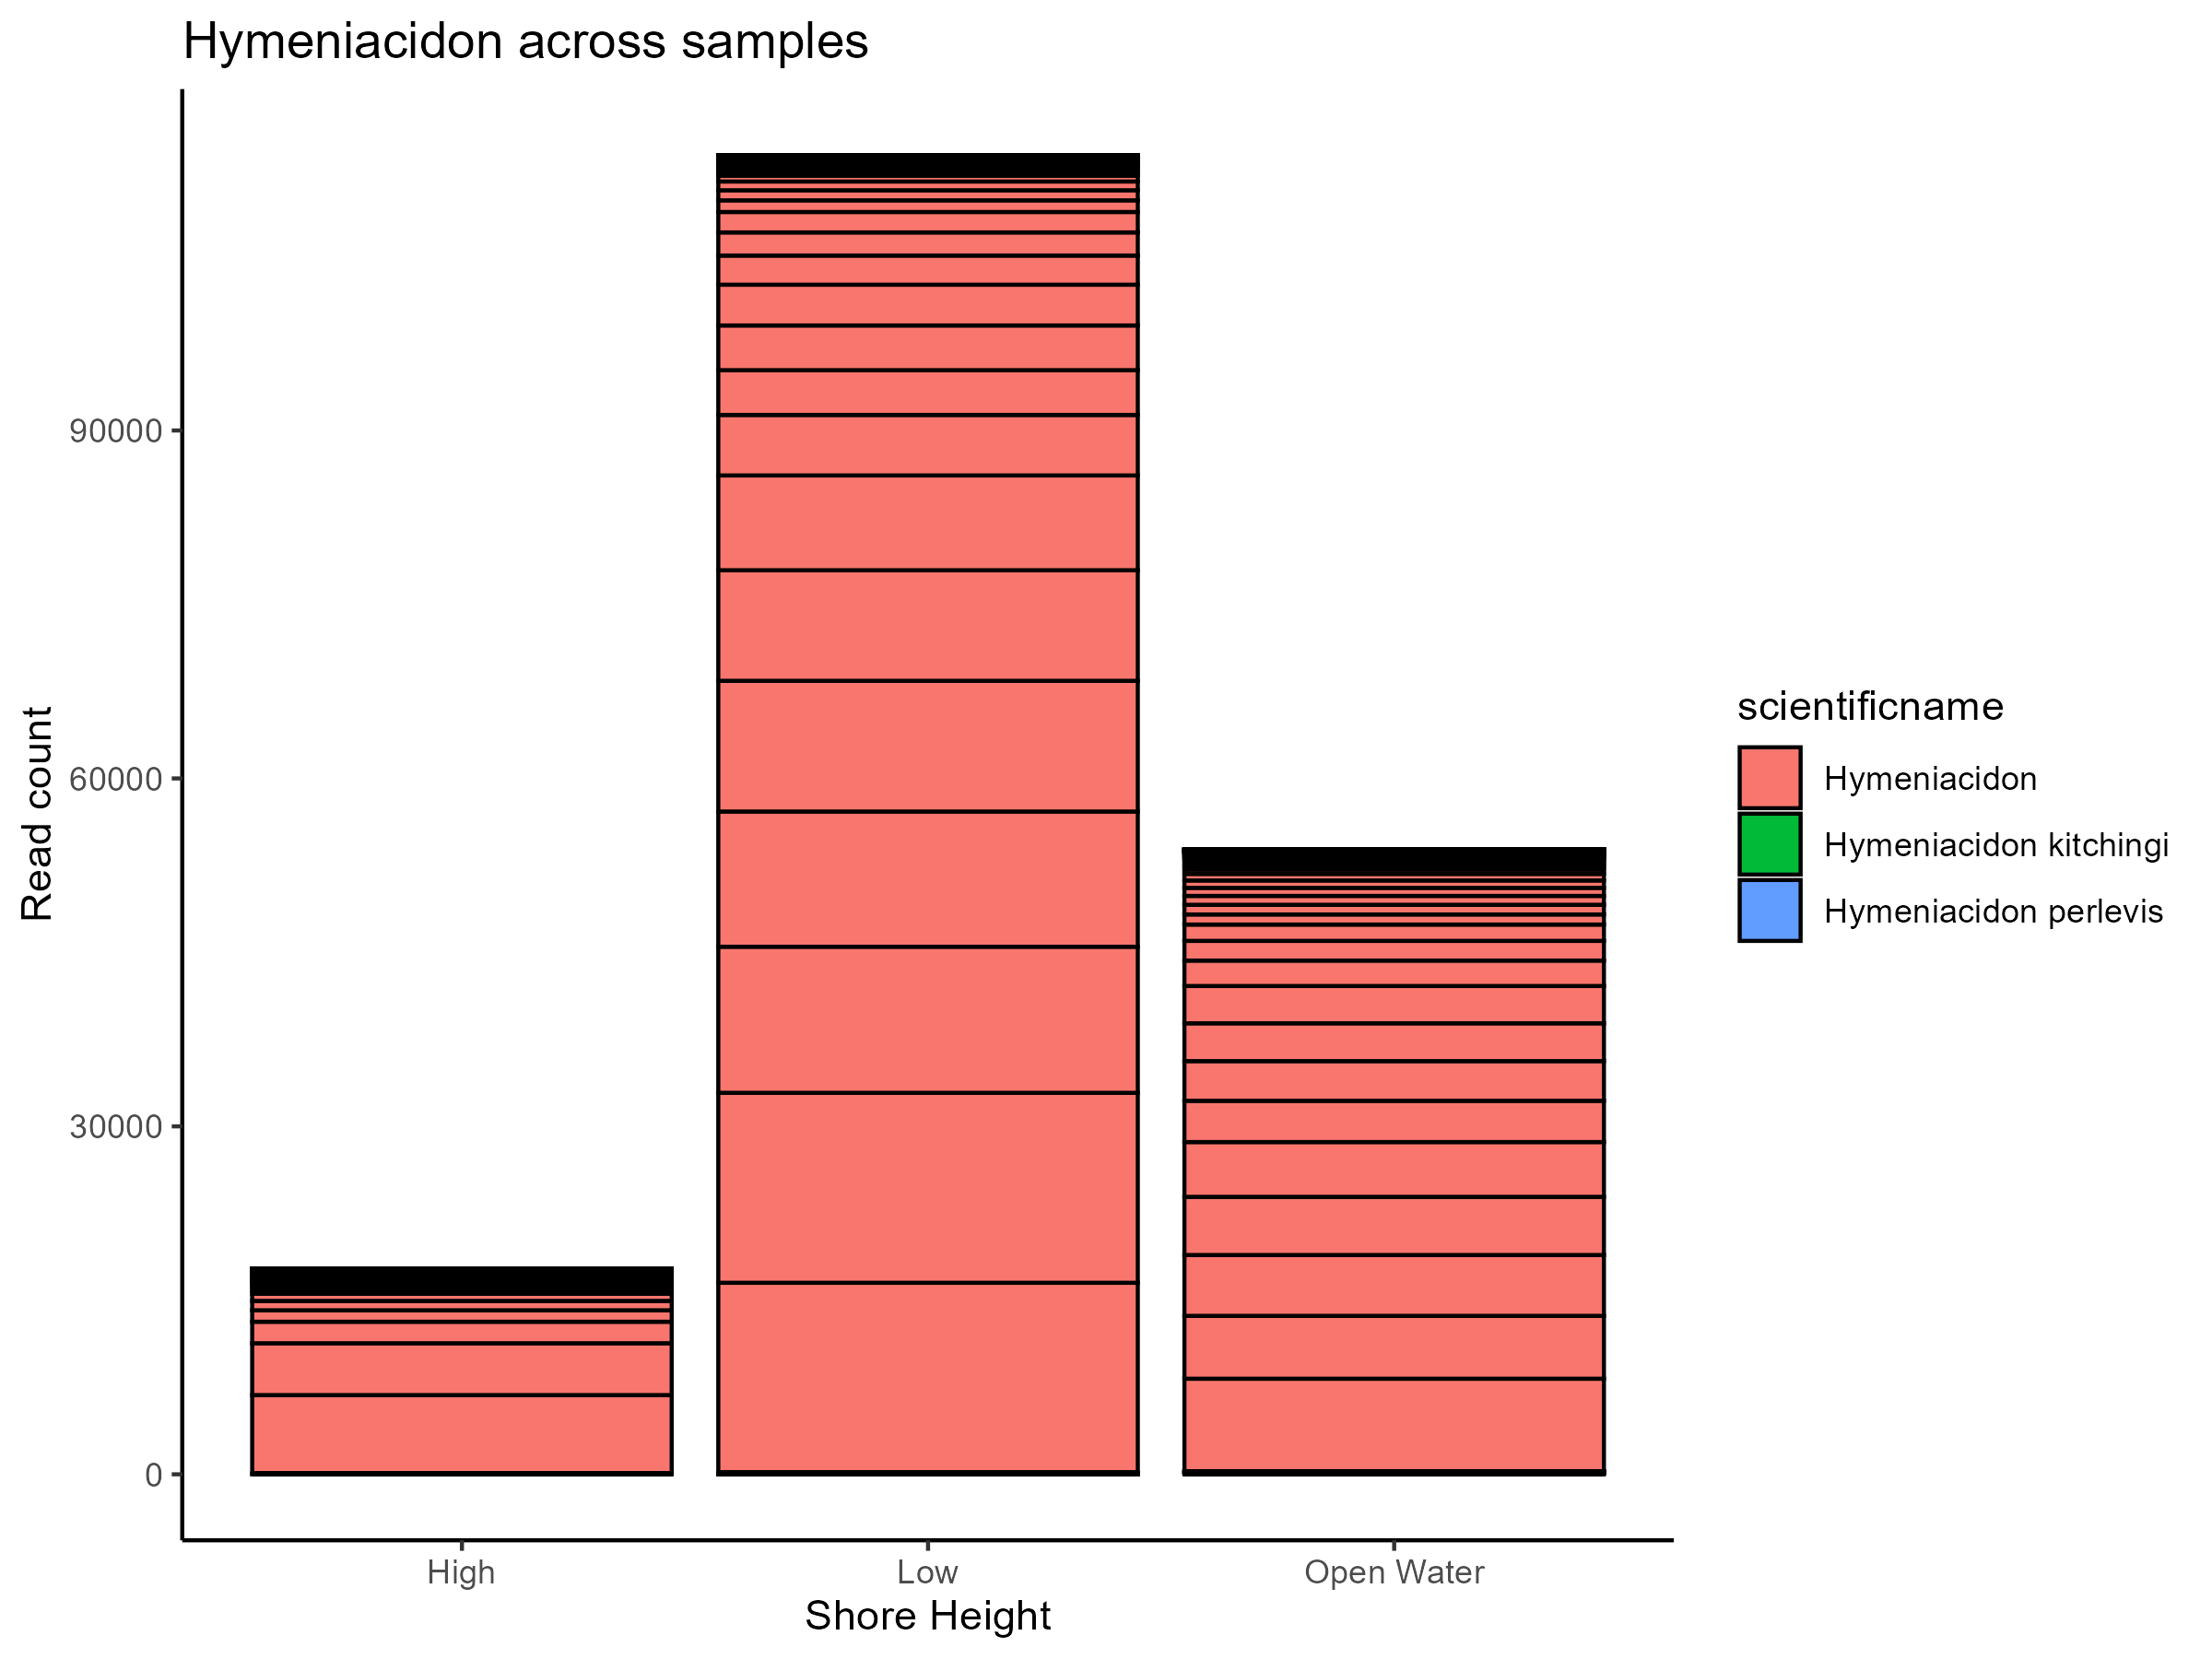 Hymeniacidon across samples
Read count
90000
60000
30000
0
High
Low
Open Water
Shore Height
scientificname
Hymeniacidon
Hymeniacidon kitchingi
Hymeniacidon perlevis